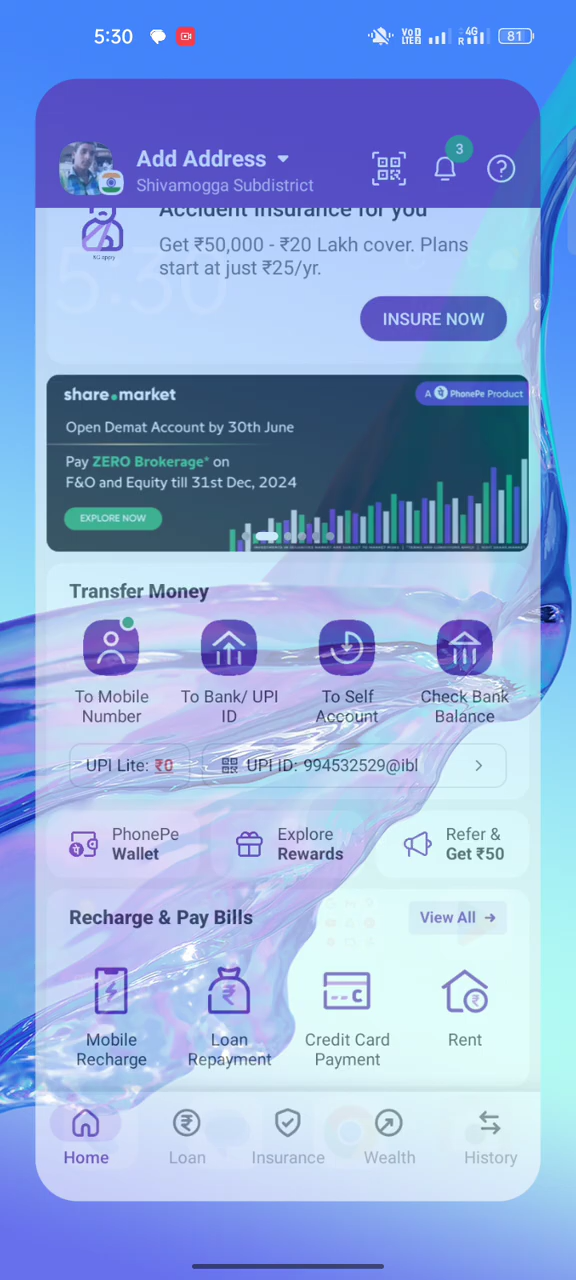 5:30
Vo LTE
4G
R
81
Add Address
3
Shivamogga Subdistrict
Accident insurance for you
Get ₹50,000 - ₹20 Lakh cover. Plans
start at just ₹25/yr.
5:30
INSURE NOW
share.market
A PhonePe Product
Open Demat Account by 30th June
Pay ZERO Brokerage* on
F&O and Equity till 31st Dec, 2024
EXPLORE NOW
Transfer Money
To Mobile
Number
To Bank/ UPI
ID
To Self
Account
Check Bank
Balance
UPI Lite: ₹0
UPI ID: 994532529@ibl
PhonePe
Wallet
Explore
Rewards
Refer &
Get ₹50
Recharge & Pay Bills
View All
Mobile
Recharge
Loan
Repayment
Credit Card
Payment
Rent
Home
Loan
Insurance
Wealth
History